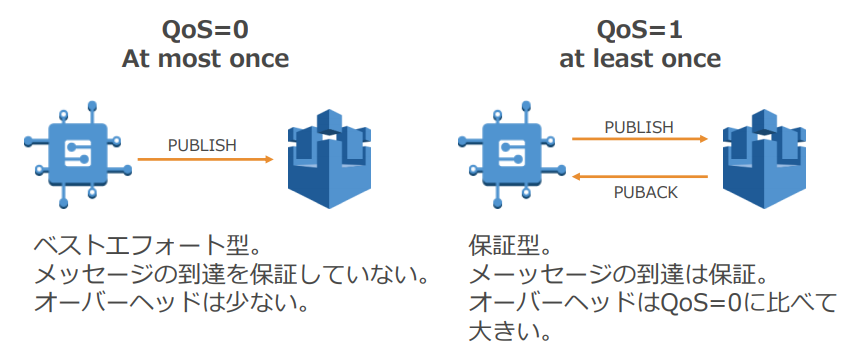 QoS=0
At most once
PUBLISH
ベストエフォート型。
メッセージの到達を保証していない。
オーバーヘッドは少ない。
QoS=1
at least once
PUBLISH
PUBACK
保証型。
メーッセージの到達は保証。
オーバーヘッドはQoS=0に比べて
大きい。